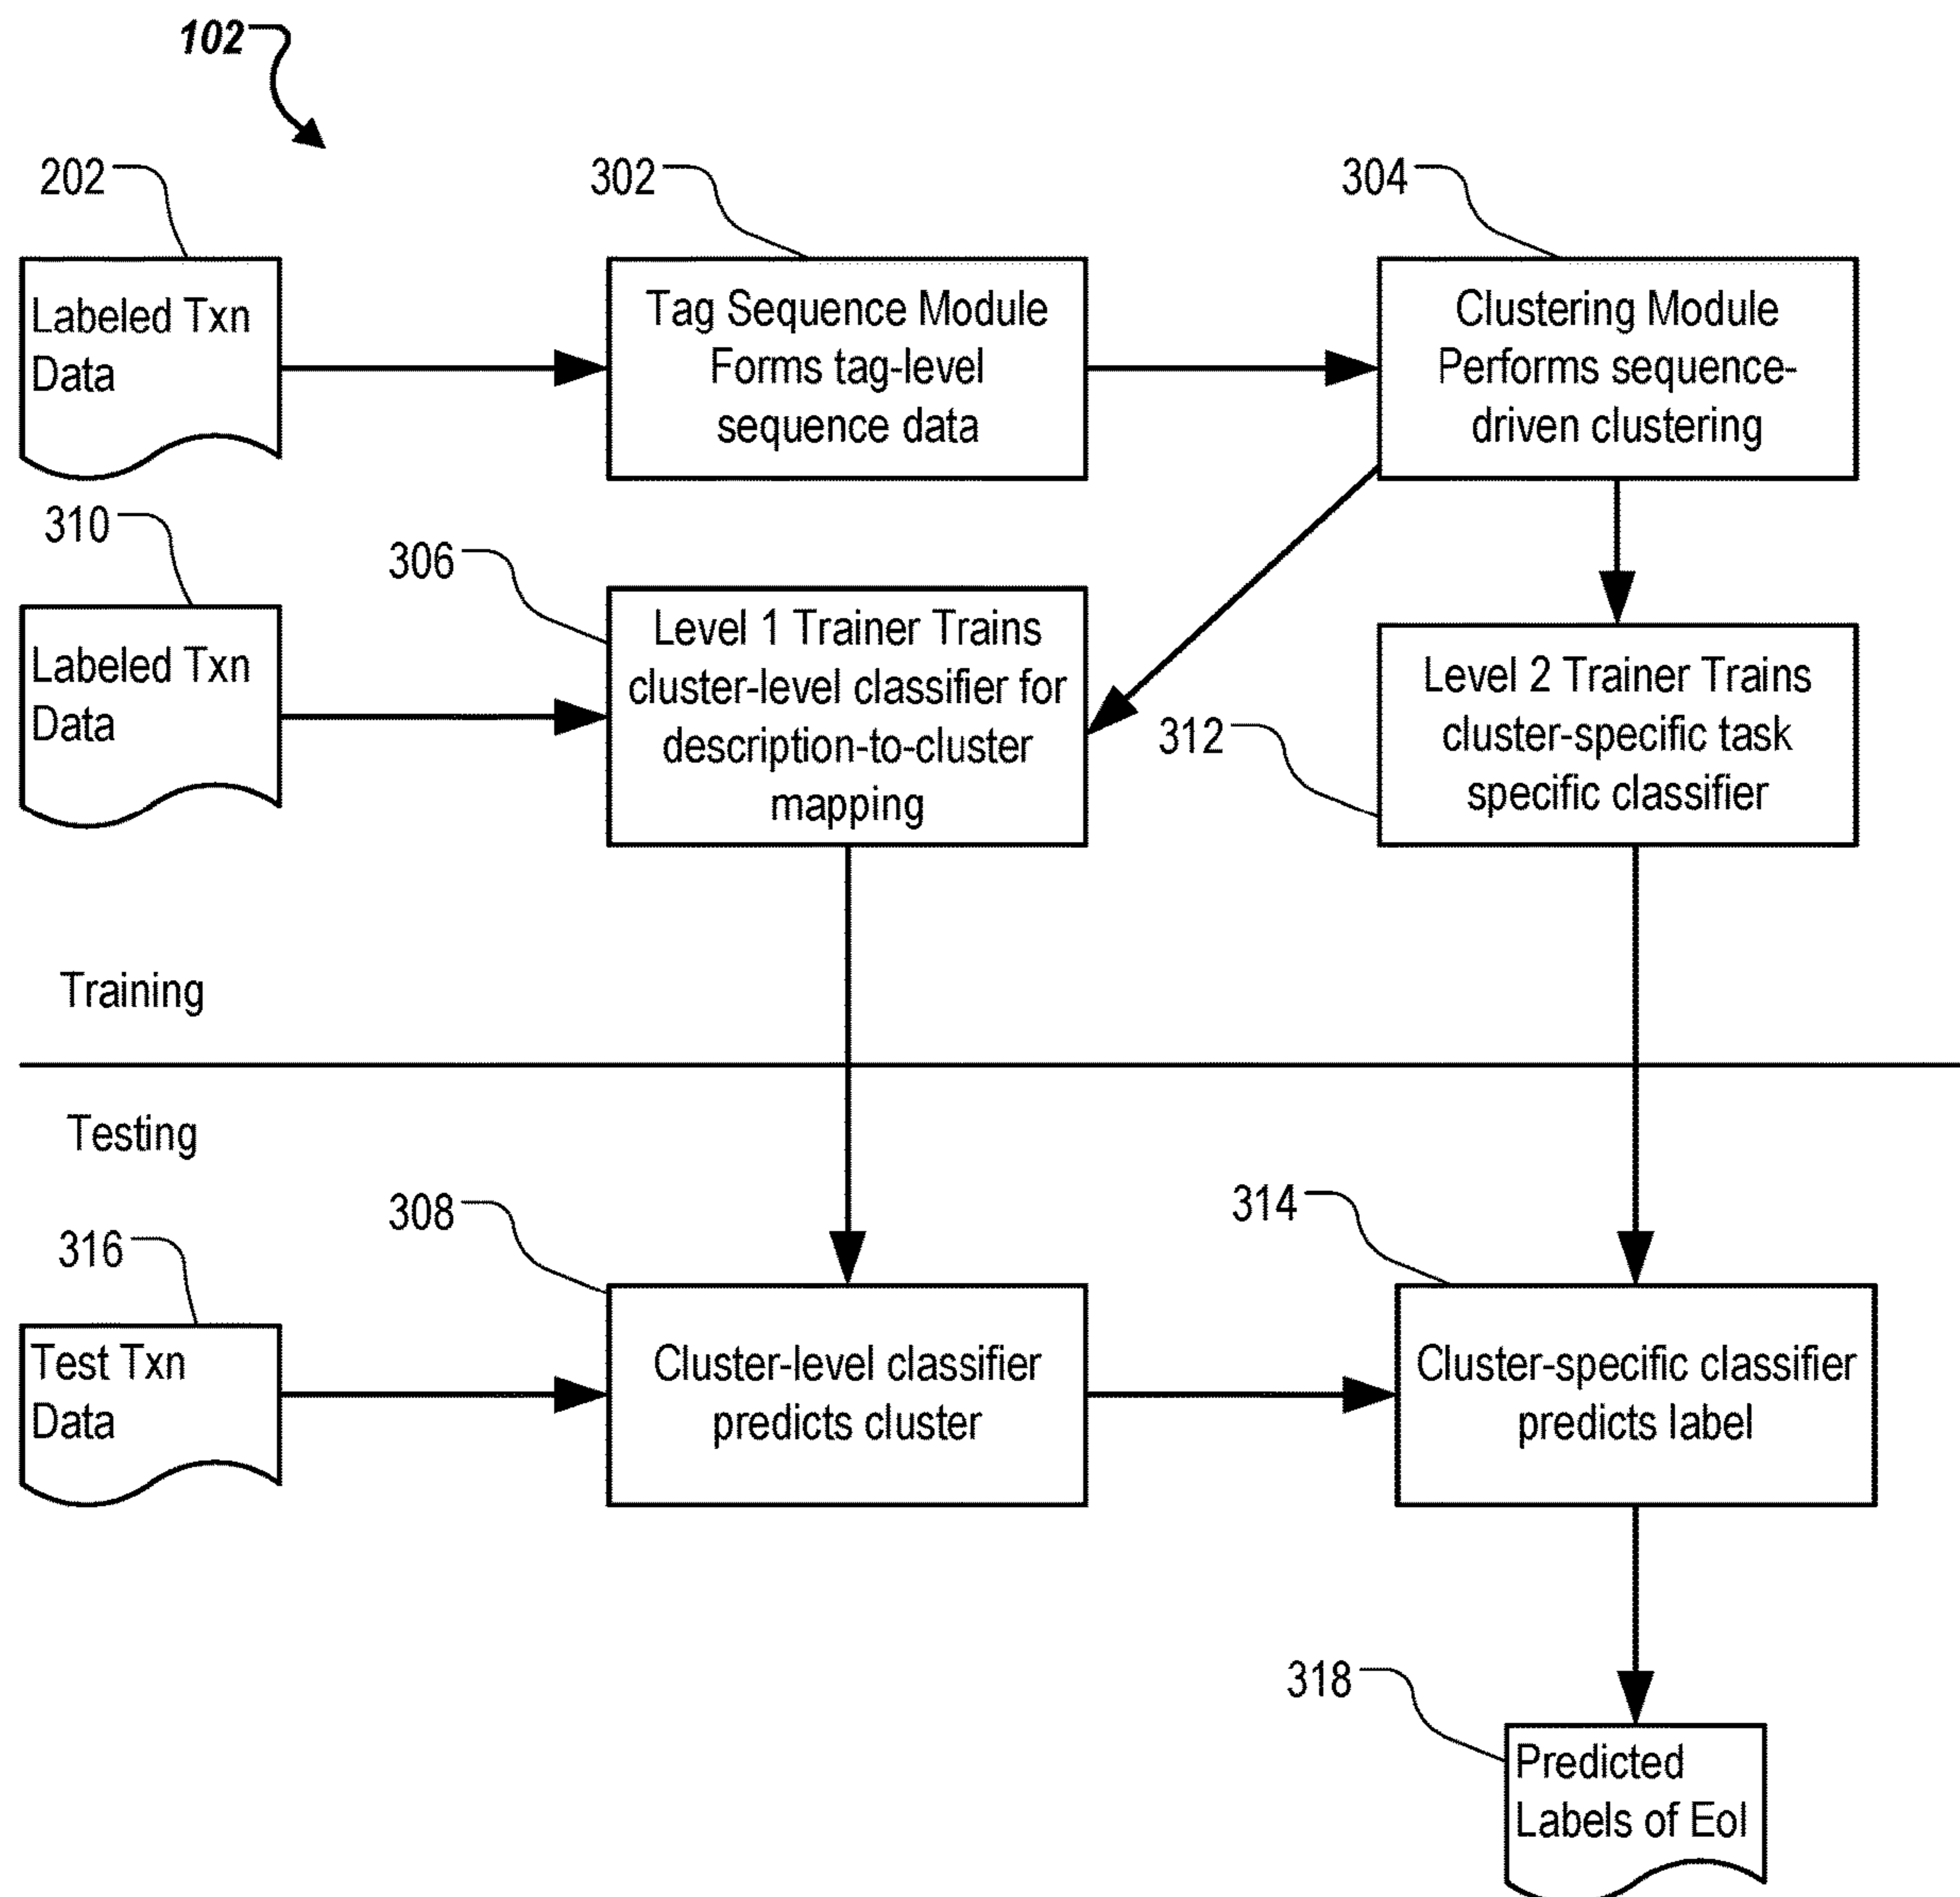 102
202
302
304
Labeled Txn
Data
Tag Sequence Module
Forms tag-level
sequence data
Clustering Module
Performs sequence-
driven clustering
310
306
Labeled Txn
Data
Level 1 Trainer Trains
cluster-level classifier for
description-to-cluster
mapping
312
Level 2 Trainer Trains
cluster-specific task
specific classifier
Training
Testing
316
308
314
Test Txn
Data
Cluster-level classifier
predicts cluster
Cluster-specific classifier
predicts label
318
Predicted
Labels of EoI